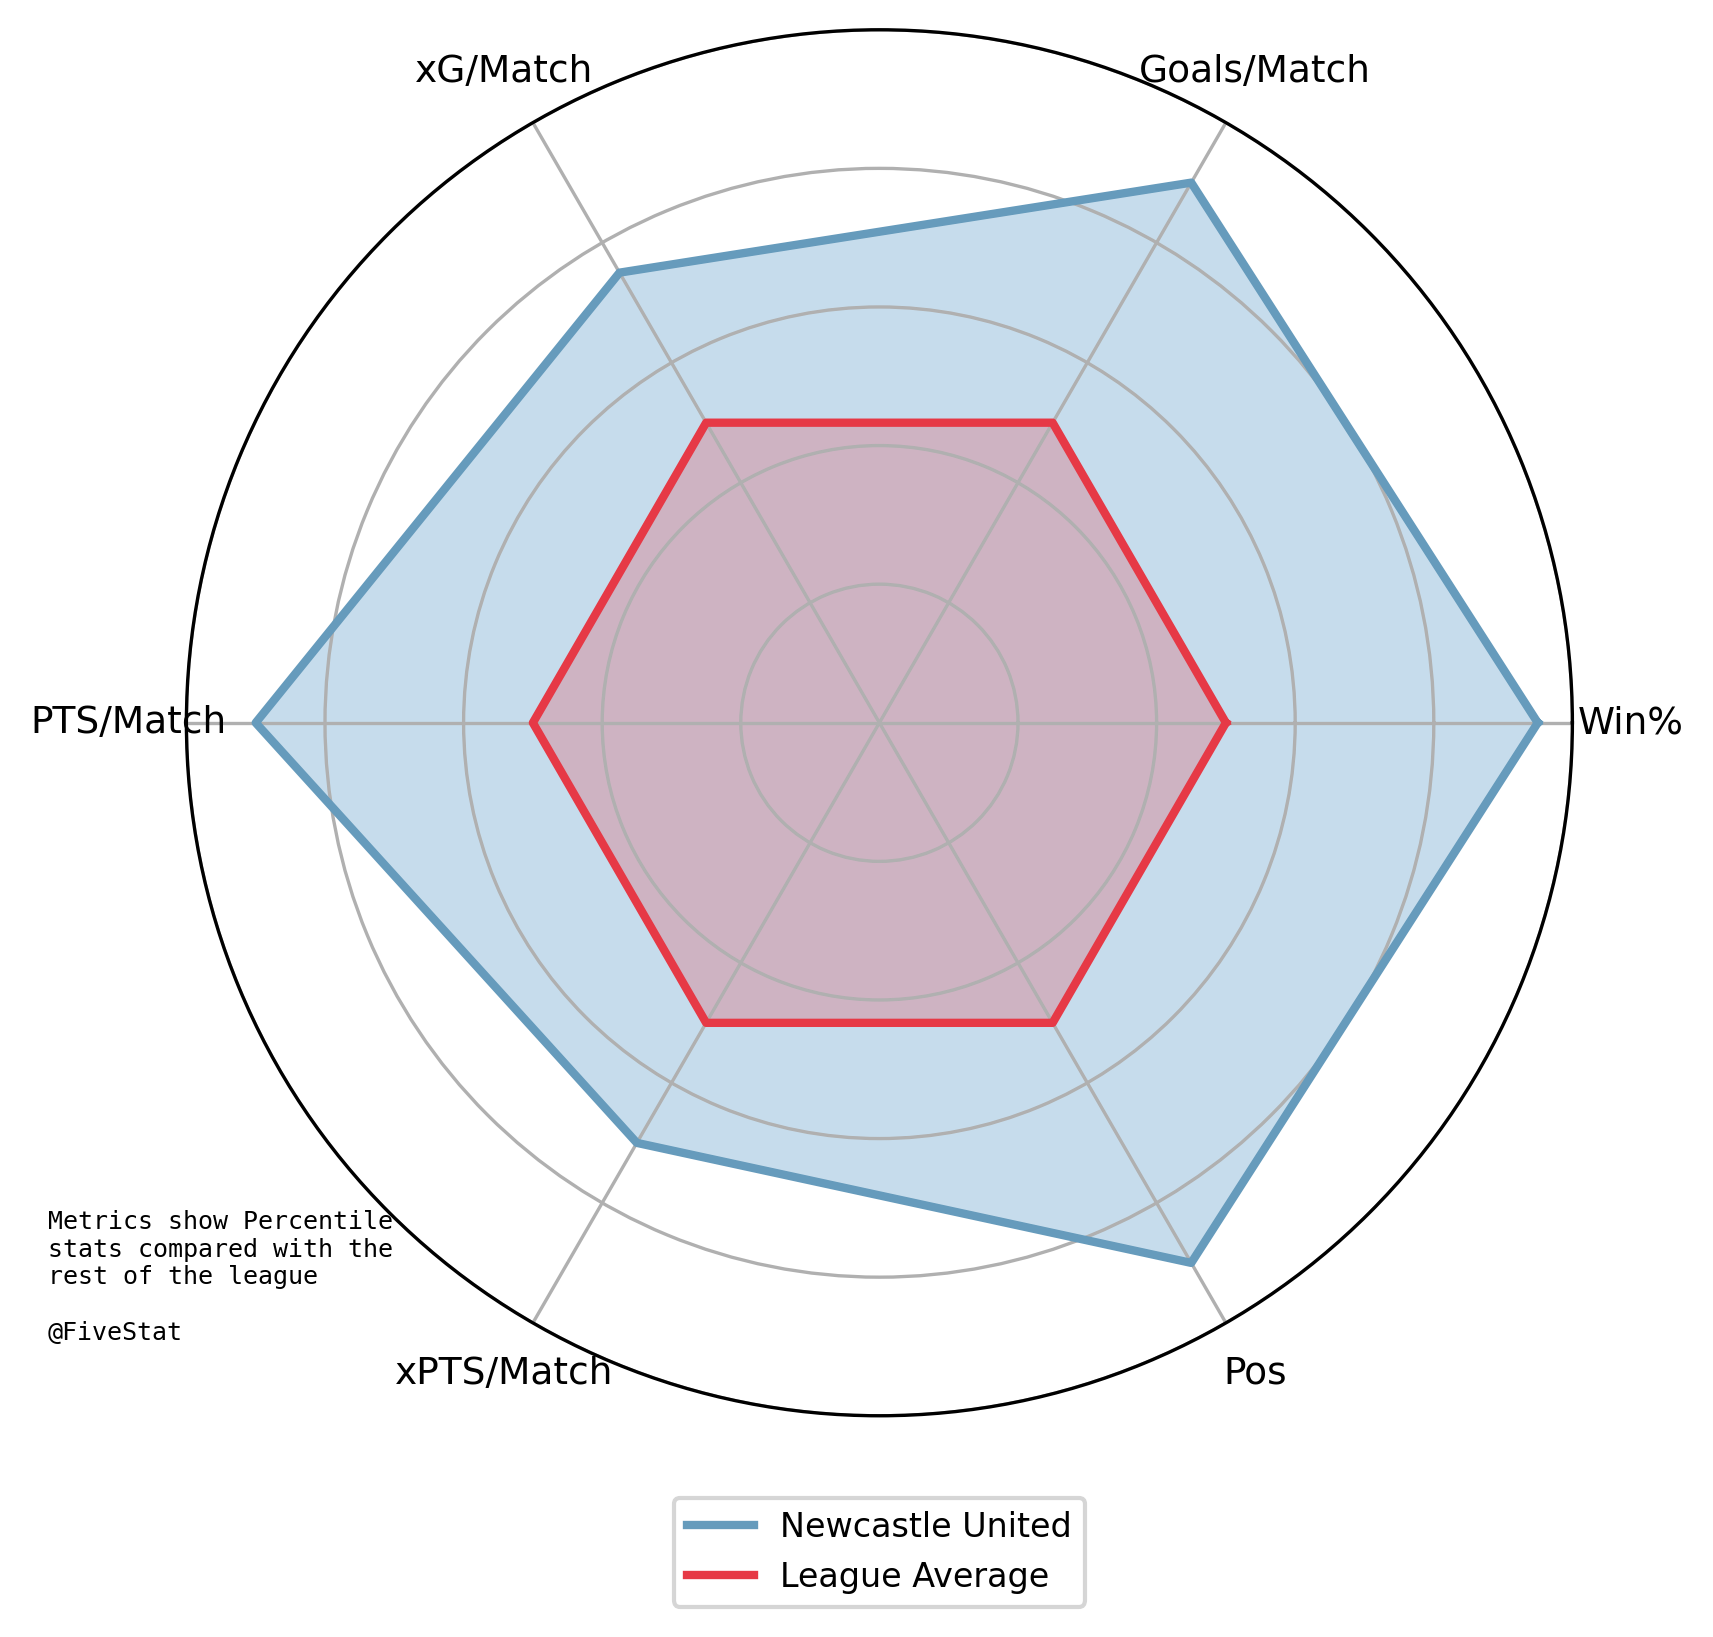 xG/Match
Goals/Match
PTS/Match
Win%
Metrics show Percentile
stats compared with the
rest of the league
@FiveStat
xPTS/Match
Pos
Newcastle United
League Average